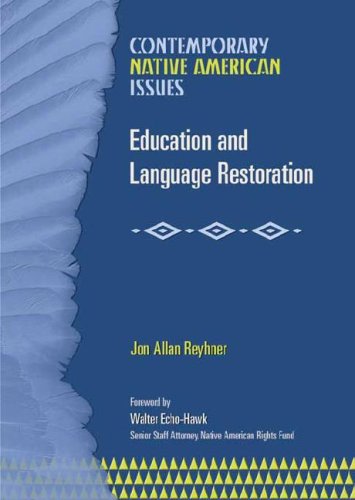 CONTEMPORARY
NATIVE AMERICAN
ISSUES
Education and
Language Restoration
Jon Allan Reyhner
Foreword by
Walter Echo-Hawk
Senior Staff Attorney, Native American Rights Fund